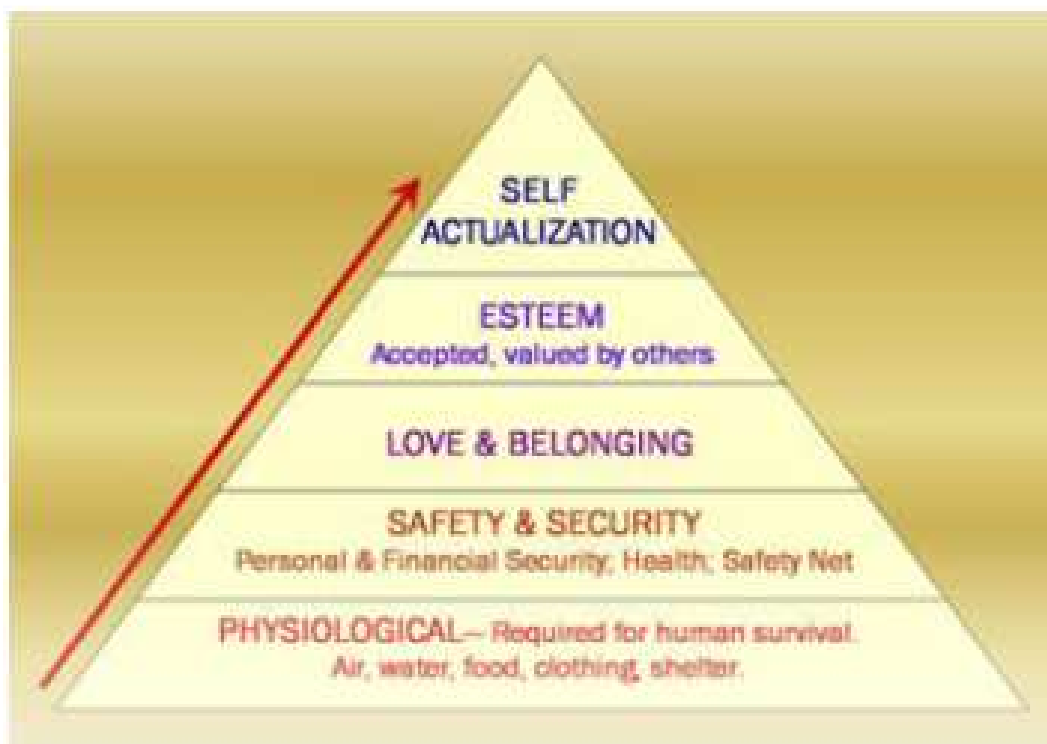 SELF
ACTUALIZATION
ESTEEM
Accepted, valued by others
LOVE & BELONGING
SAFETY & SECURITY
Personal & Financial Security, Health, Safety Net
PHYSIOLOGICAL– Required for human survival.
Air, water, food, clothing, shelter.